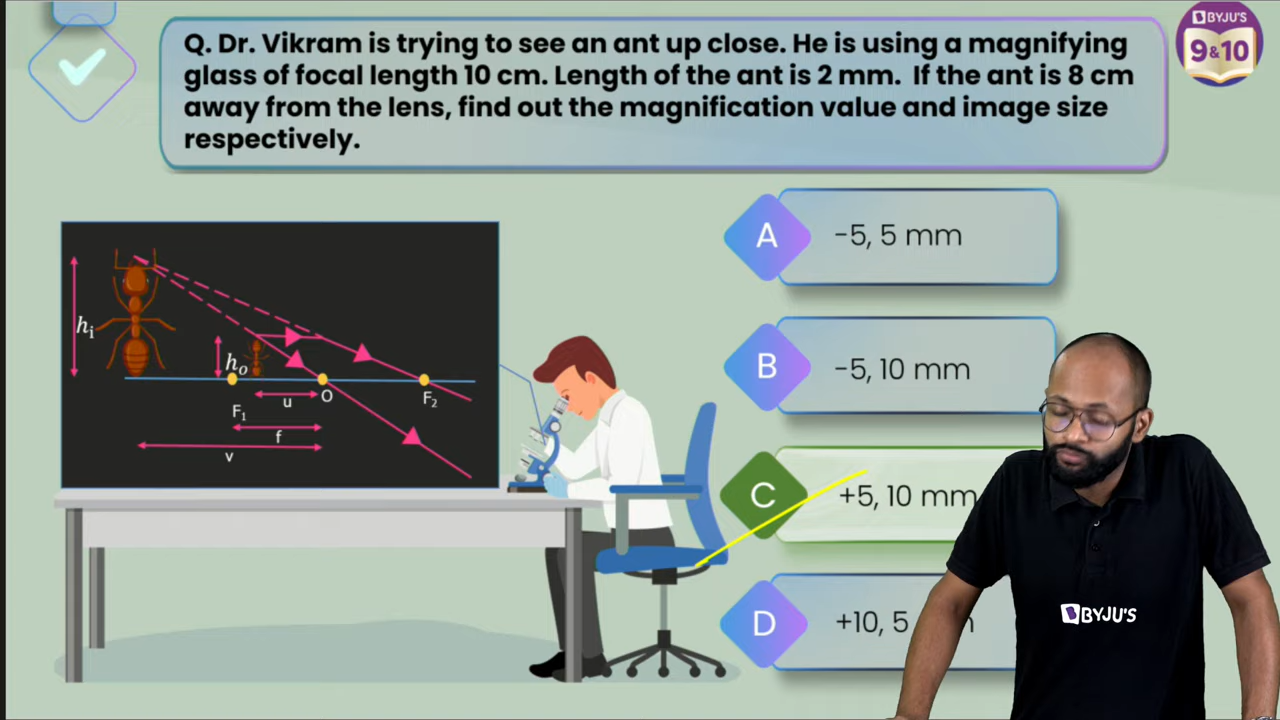 BYJU'S
9&10
Q. Dr. Vikram is trying to see an ant up close. He is using a magnifying
glass of focal length 10 cm. Length of the ant is 2 mm. If the ant is 8 cm
away from the lens, find out the magnification value and image size
respectively.
A
-5, 5 mm
B
-5, 10 mm
C
+5, 10 mm
D
+10, 5
hᵢ
hₒ
F₁
u
O
F₂
f
v
BYJU'S